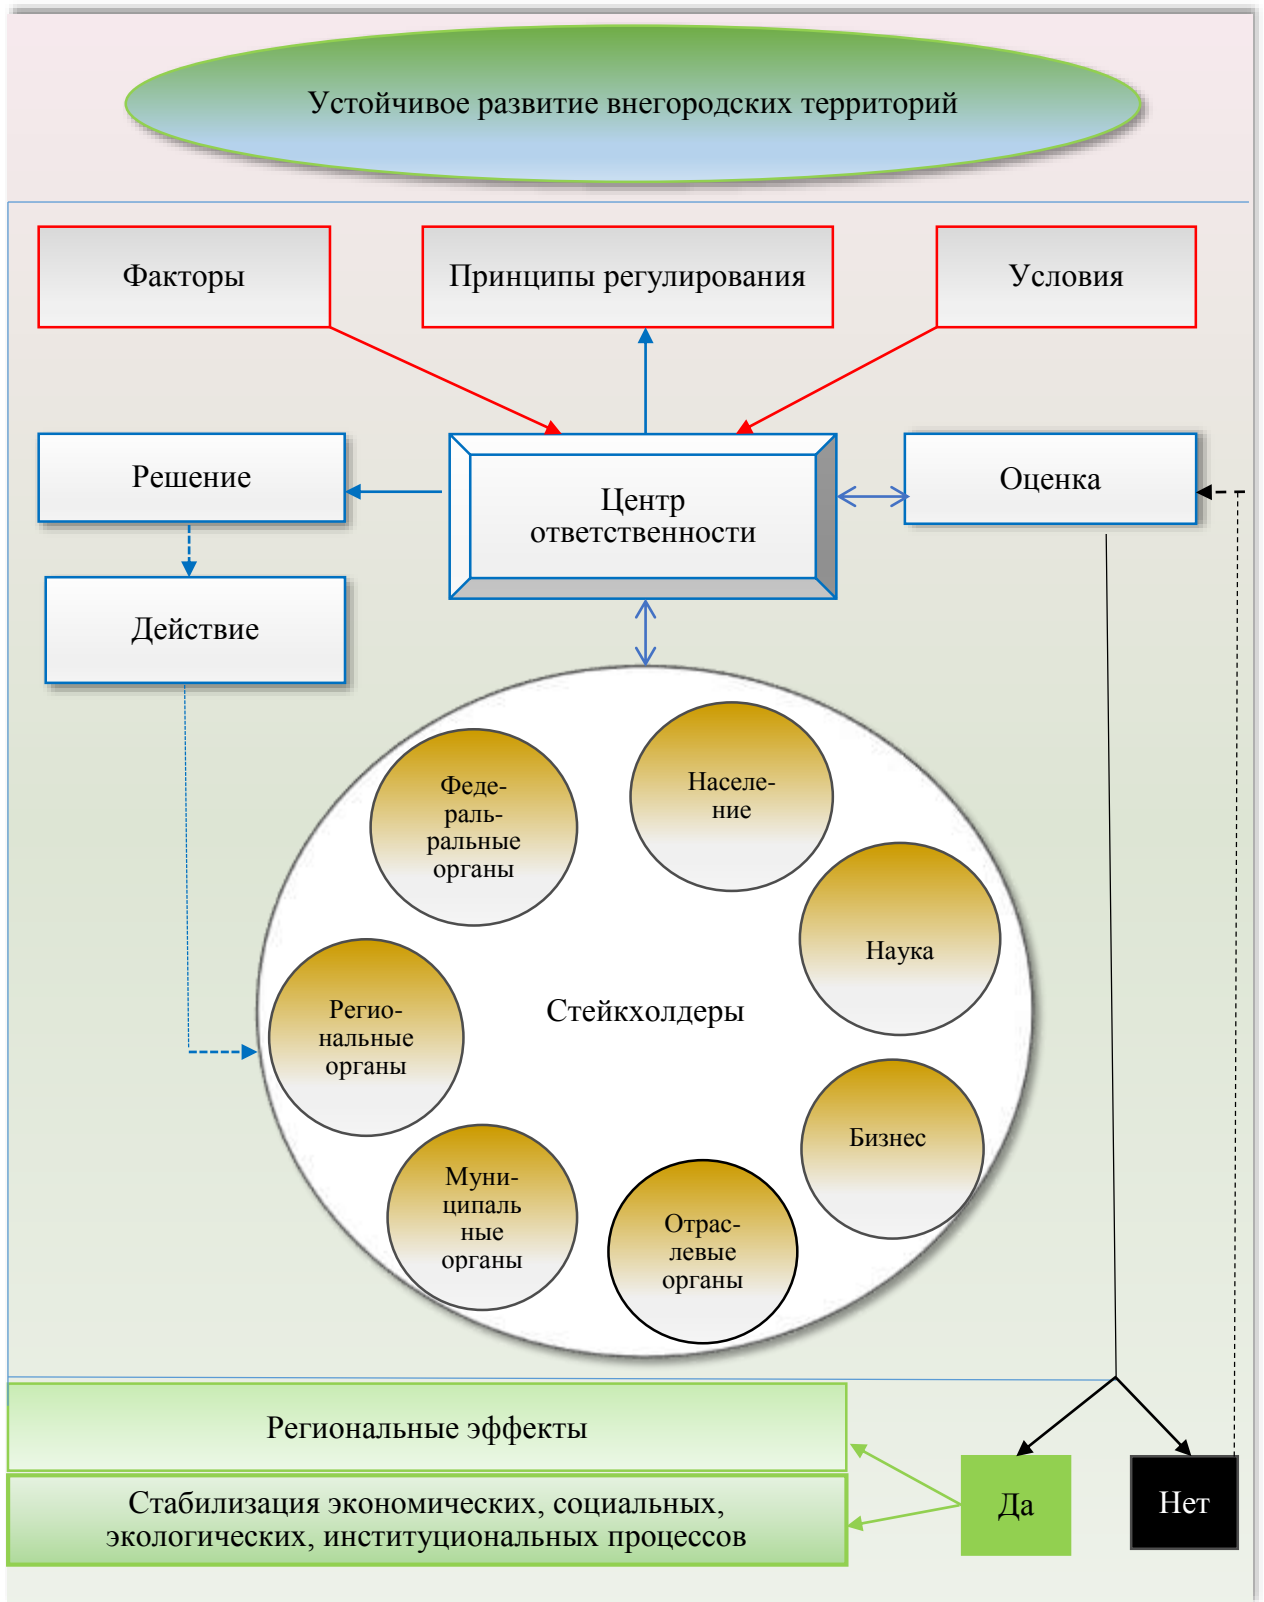 Устойчивое развитие внегородских территорий
Факторы
Принципы регулирования
Условия
Решение
Центр
ответственности
Оценка
Действие
Феде-
раль-
ральные
органы
Населе-
ние
Наука
Регио-
нальные
органы
Стейкхолдеры
Бизнес
Муни-
ципаль
ные
органы
Отрас-
левые
органы
Региональные эффекты
Стабилизация экономических, социальных,
экологических, институциональных процессов
Да
Нет